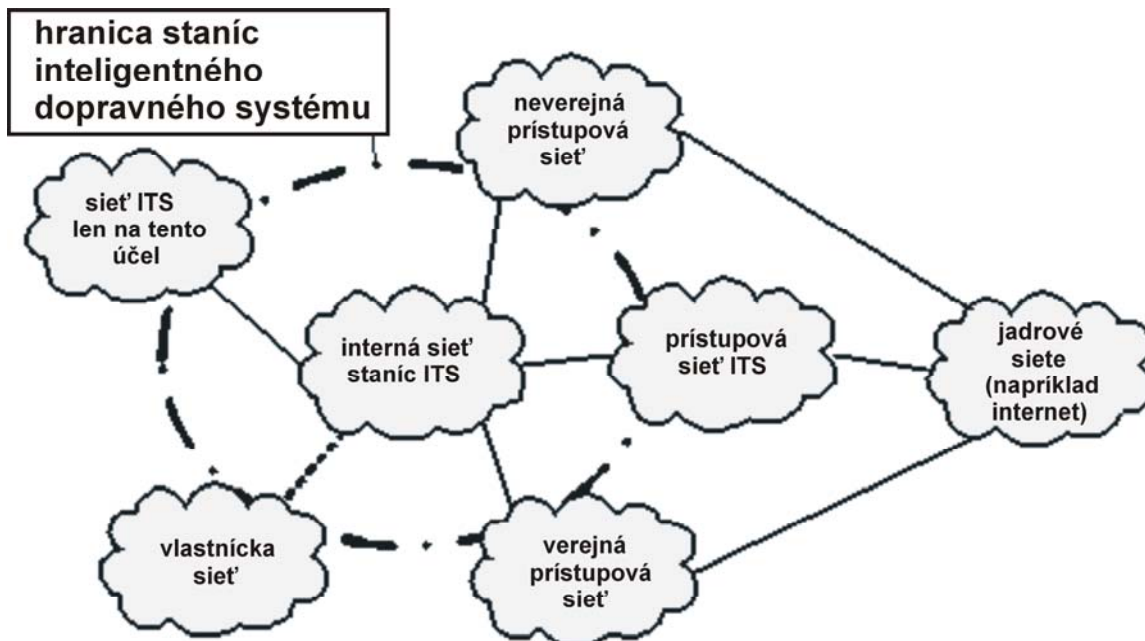 hranica staníc
inteligentného
dopravného systému
neverejná
prístupová
sieť
sieť ITS
len na tento
účel
interná sieť
staníc ITS
prístupová
sieť ITS
jadrové
siete
(napríklad
internet)
vlastnícka
sieť
verejná
prístupová
sieť